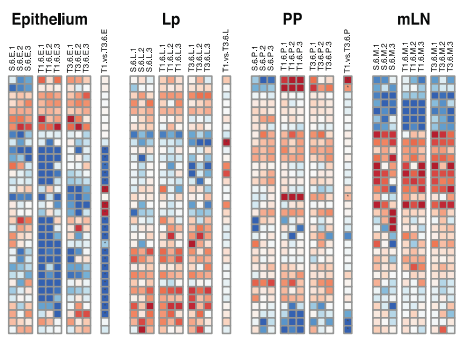 Epithelium Lp PP mLN
S.6.E.1
S.6.E.2
S.6.E.3
T1.6.E.1
T1.6.E.2
T1.6.E.3
T3.6.E.1
T3.6.E.2
T3.6.E.3
T1.vs.T3.6.E
S.6.L.1
S.6.L.2
S.6.L.3
T1.6.L.1
T1.6.L.2
T1.6.L.3
T3.6.L.1
T3.6.L.2
T3.6.L.3
T1.vs.T3.6.L
S.6.P.1
S.6.P.2
S.6.P.3
T1.6.P.1
T1.6.P.2
T1.6.P.3
T3.6.P.1
T3.6.P.2
T3.6.P.3
T1.vs.T3.6.P
S.6.M.1
S.6.M.2
S.6.M.3
T1.6.M.1
T1.6.M.2
T1.6.M.3
T3.6.M.1
T3.6.M.2
T3.6.M.3